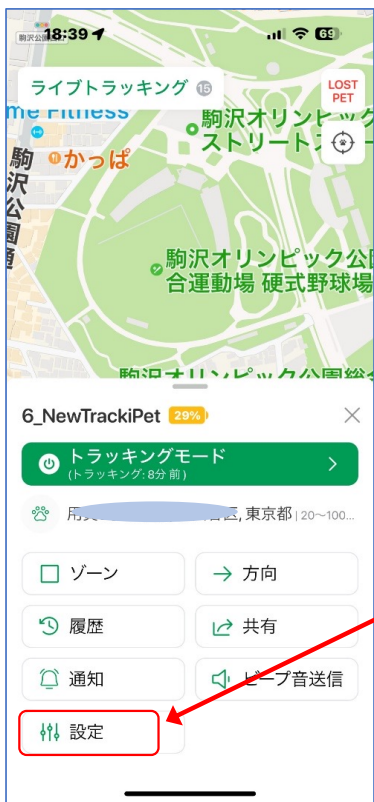 18:39
69
ライブトラッキング 15
LOST
PET
駒沢オリンピック
ストリート
me Fitness
かっぱ
駒沢公園通
駒沢オリンピック公園
合運動場 硬式野球場
駒沢オリンピック公園総合
6_NewTrackiPet 29%
トラッキングモード
(トラッキング: 8分 前)
東京都 | 20~100...
ゾーン
方向
履歴
共有
通知
ビープ音送信
設定